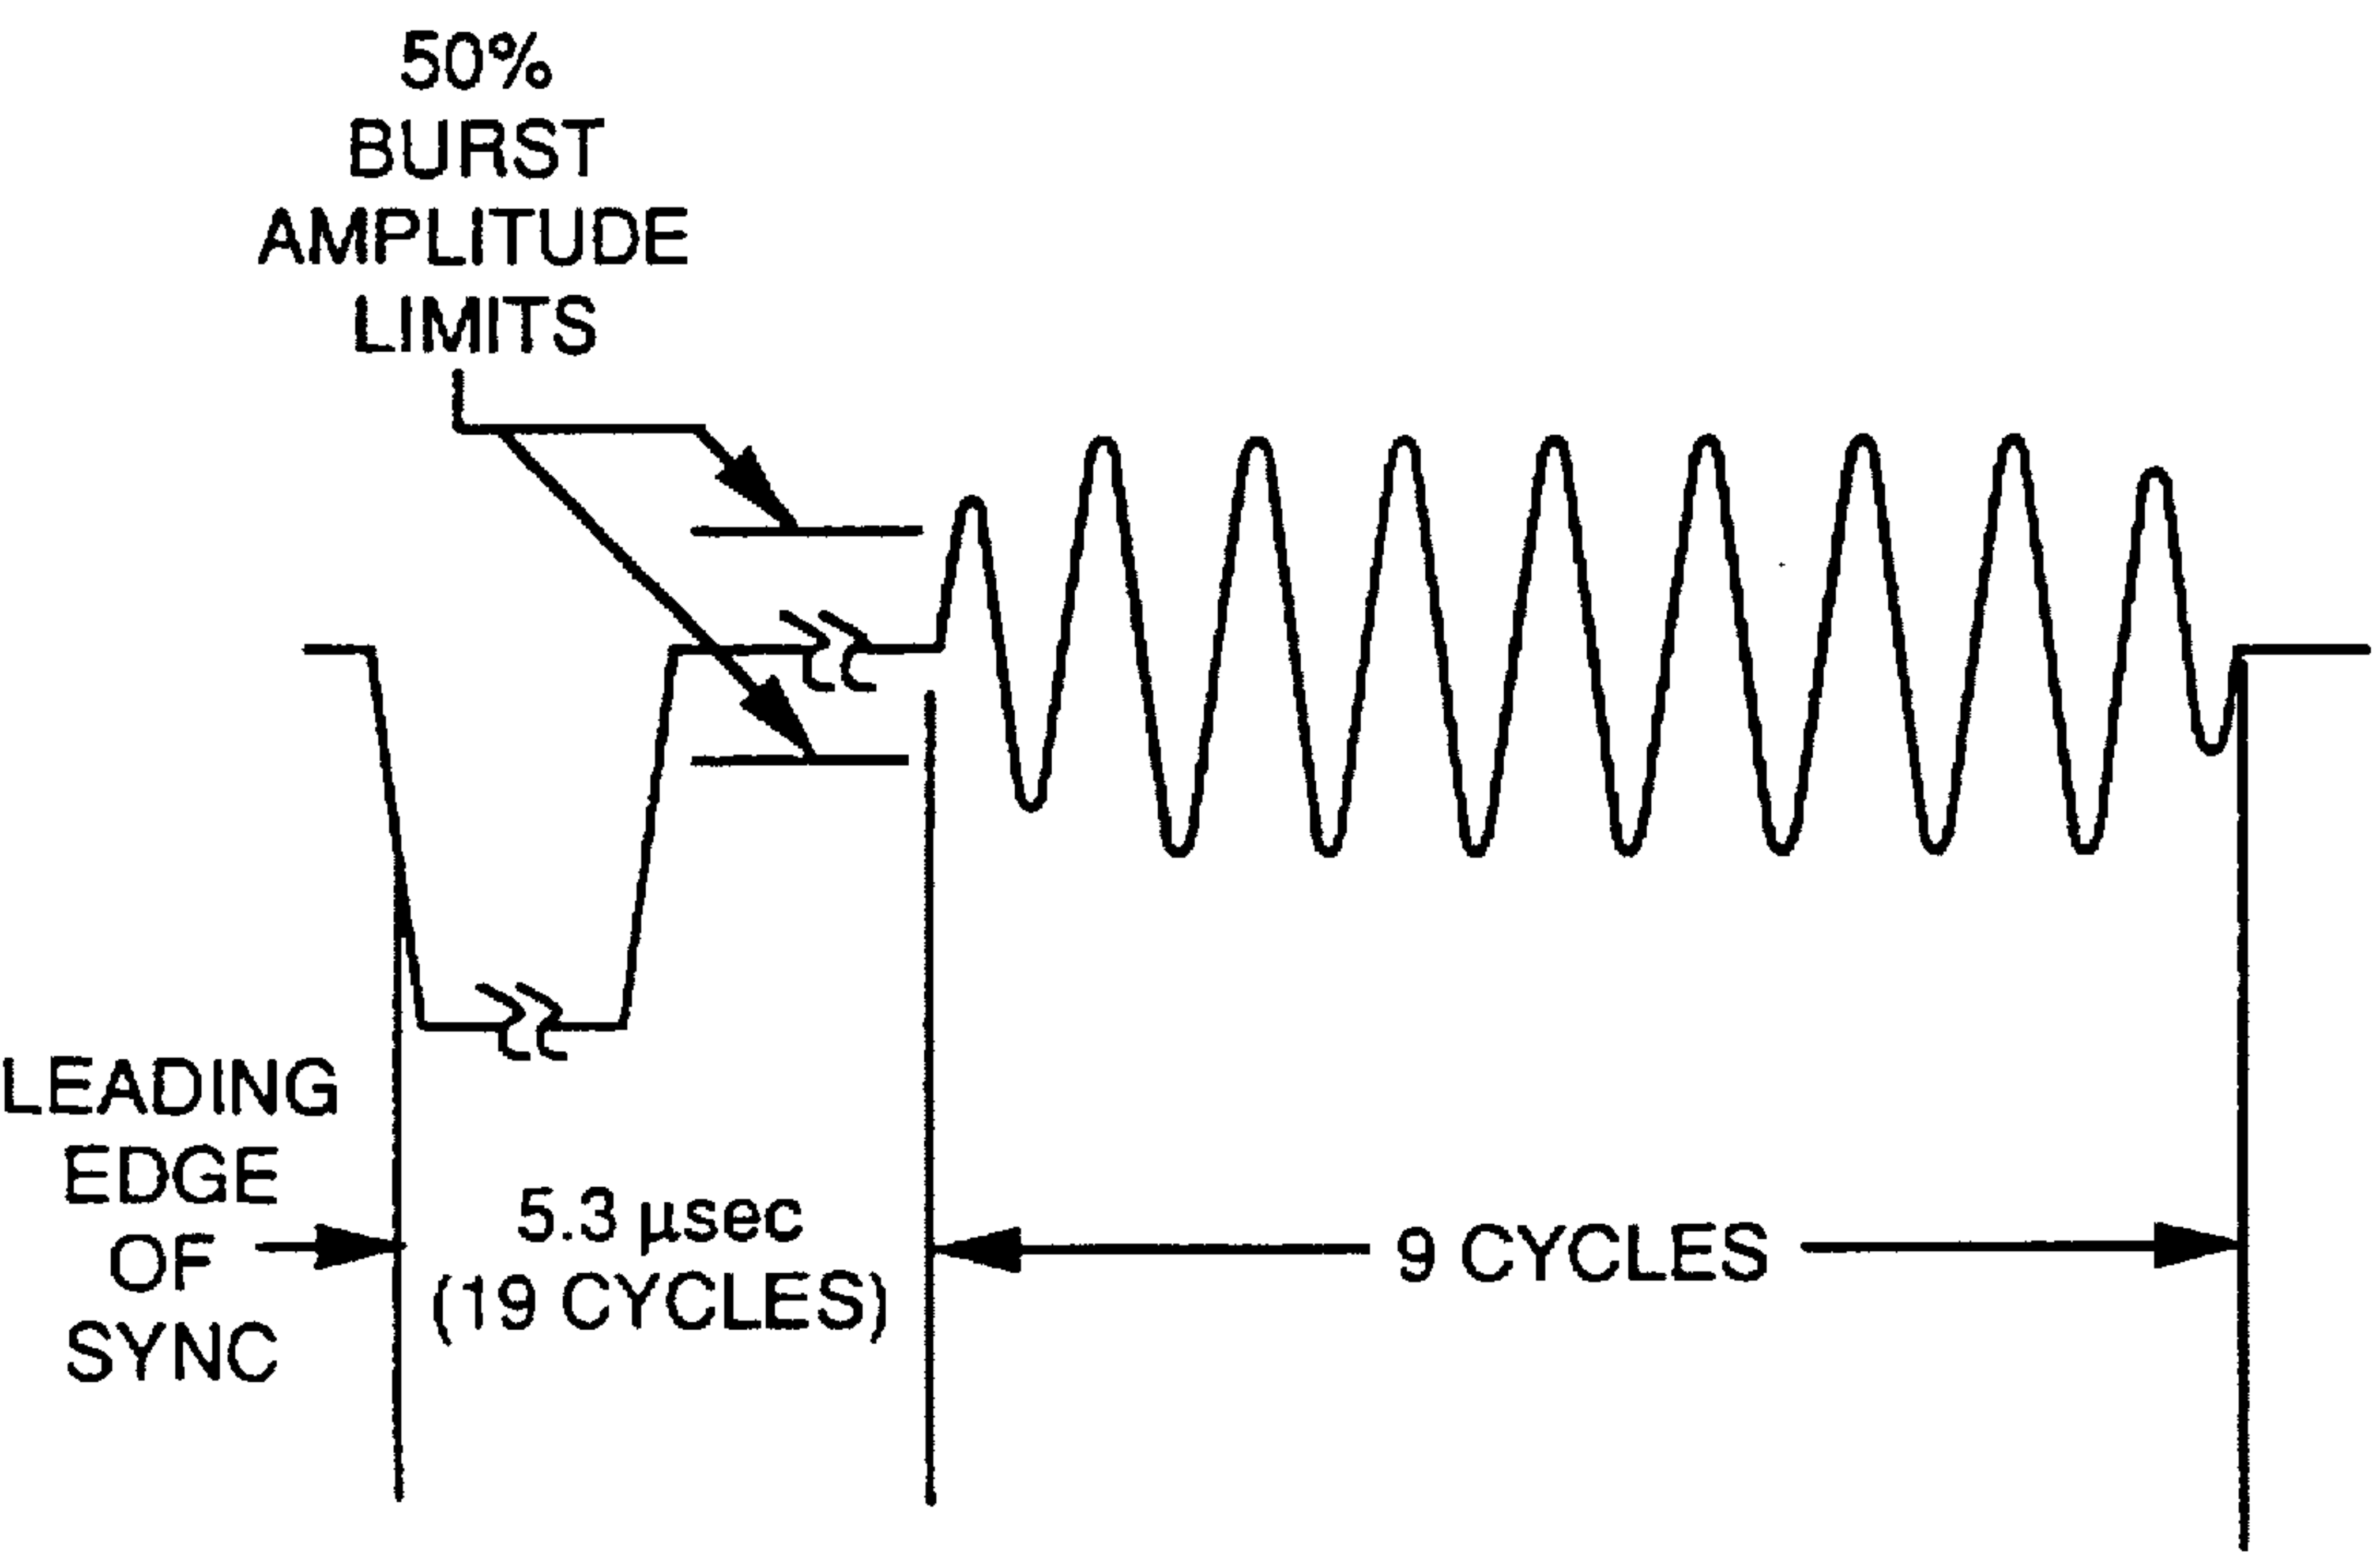 50%
BURST
AMPLITUDE
LIMITS
LEADING
EDGE
OF
SYNC
5.3 µsec
(19 CYCLES)
9 CYCLES